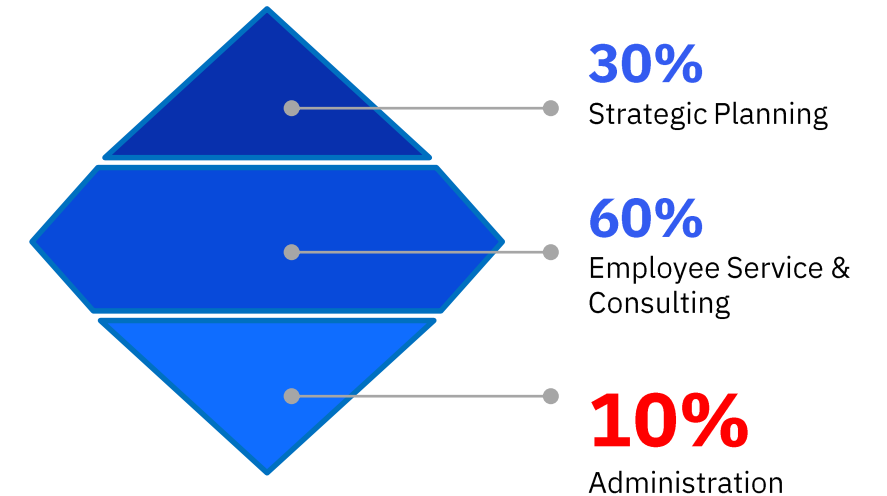 30%
Strategic Planning
60%
Employee Service &
Consulting
10%
Administration